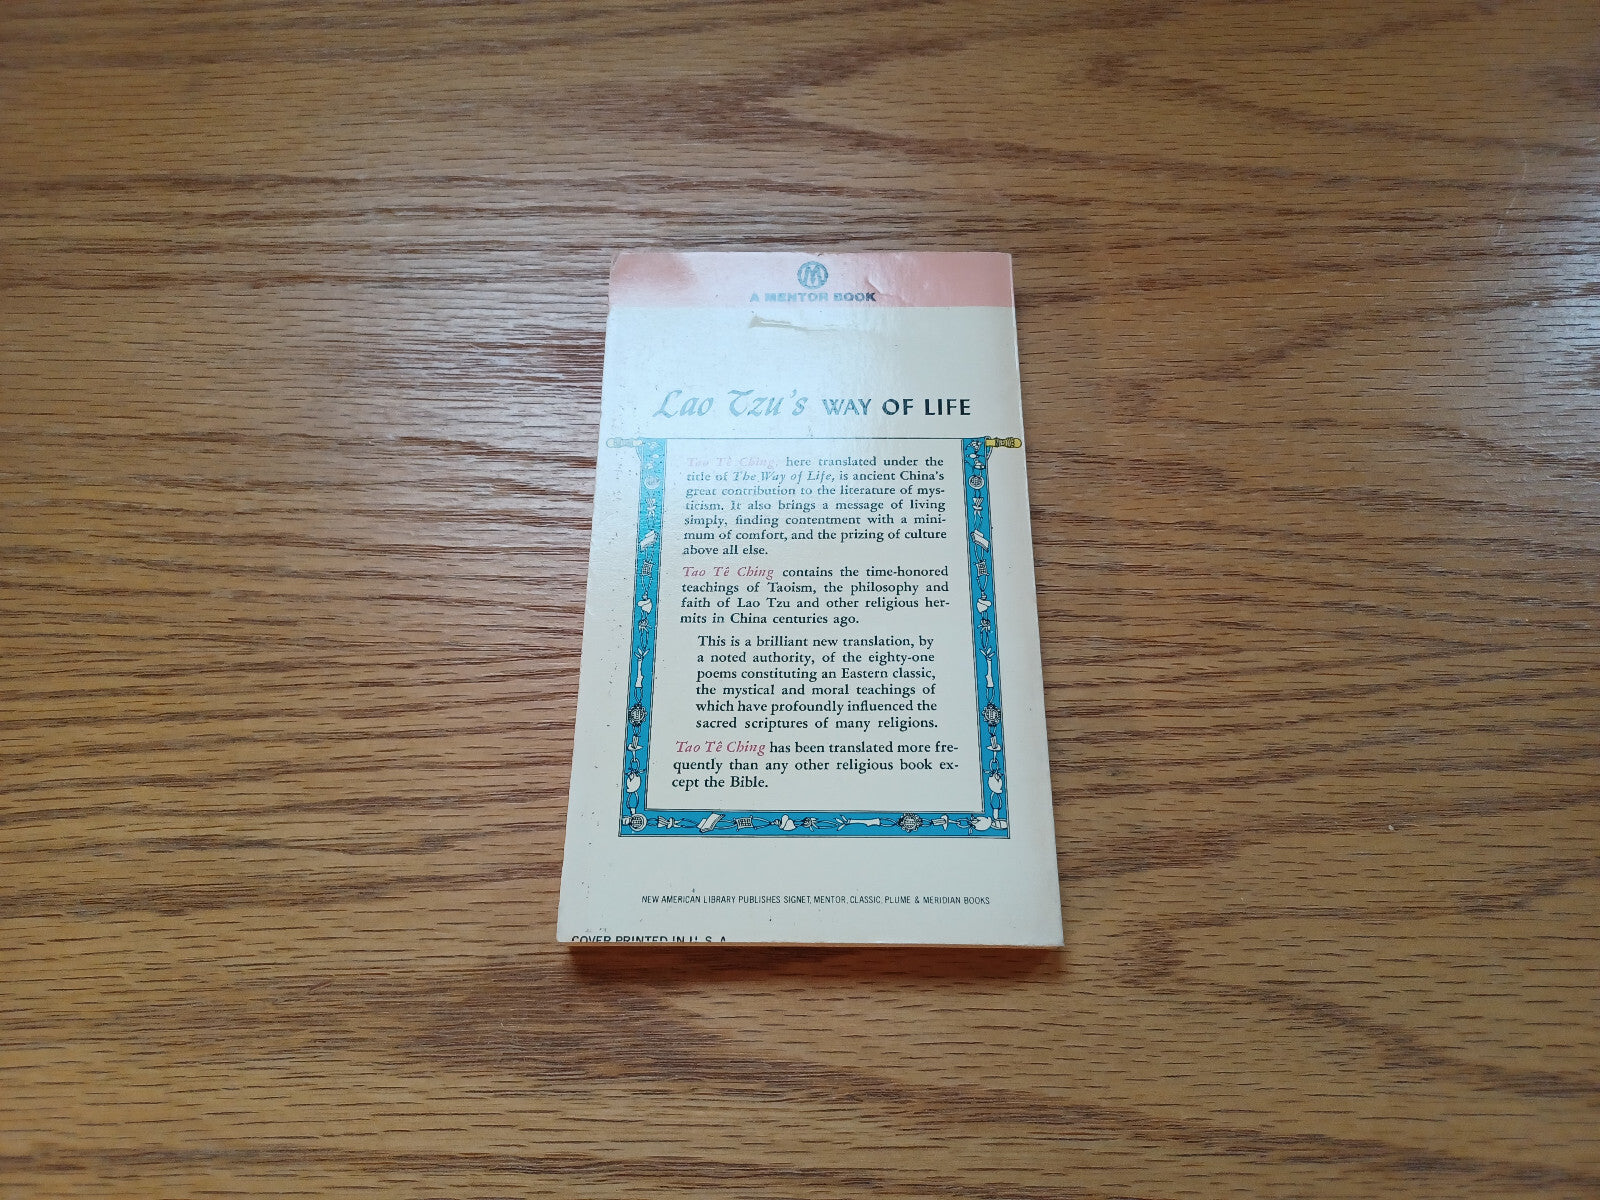 M
A MENTOR BOOK
Lao Tzu's WAY OF LIFE
Tao Tê Ching, here translated under the
title of The Way of Life, is ancient China's
great contribution to the literature of mys-
ticism. It also brings a message of living
simply, finding contentment with a mini-
mum of comfort, and the prizing of culture
above all else.
Tao Tê Ching contains the time-honored
teachings of Taoism, the philosophy and
faith of Lao Tzu and other religious her-
mits in China centuries ago.
This is a brilliant new translation, by
a noted authority, of the eighty-one
poems constituting an Eastern classic,
the mystical and moral teachings of
which have profoundly influenced the
sacred scriptures of many religions.
Tao Tê Ching has been translated more fre-
quently than any other religious book ex-
cept the Bible.
NEW AMERICAN LIBRARY PUBLISHES SIGNET, MENTOR, CLASSIC, PLUME & MERIDIAN BOOKS
COVER PRINTED IN U. S. A.